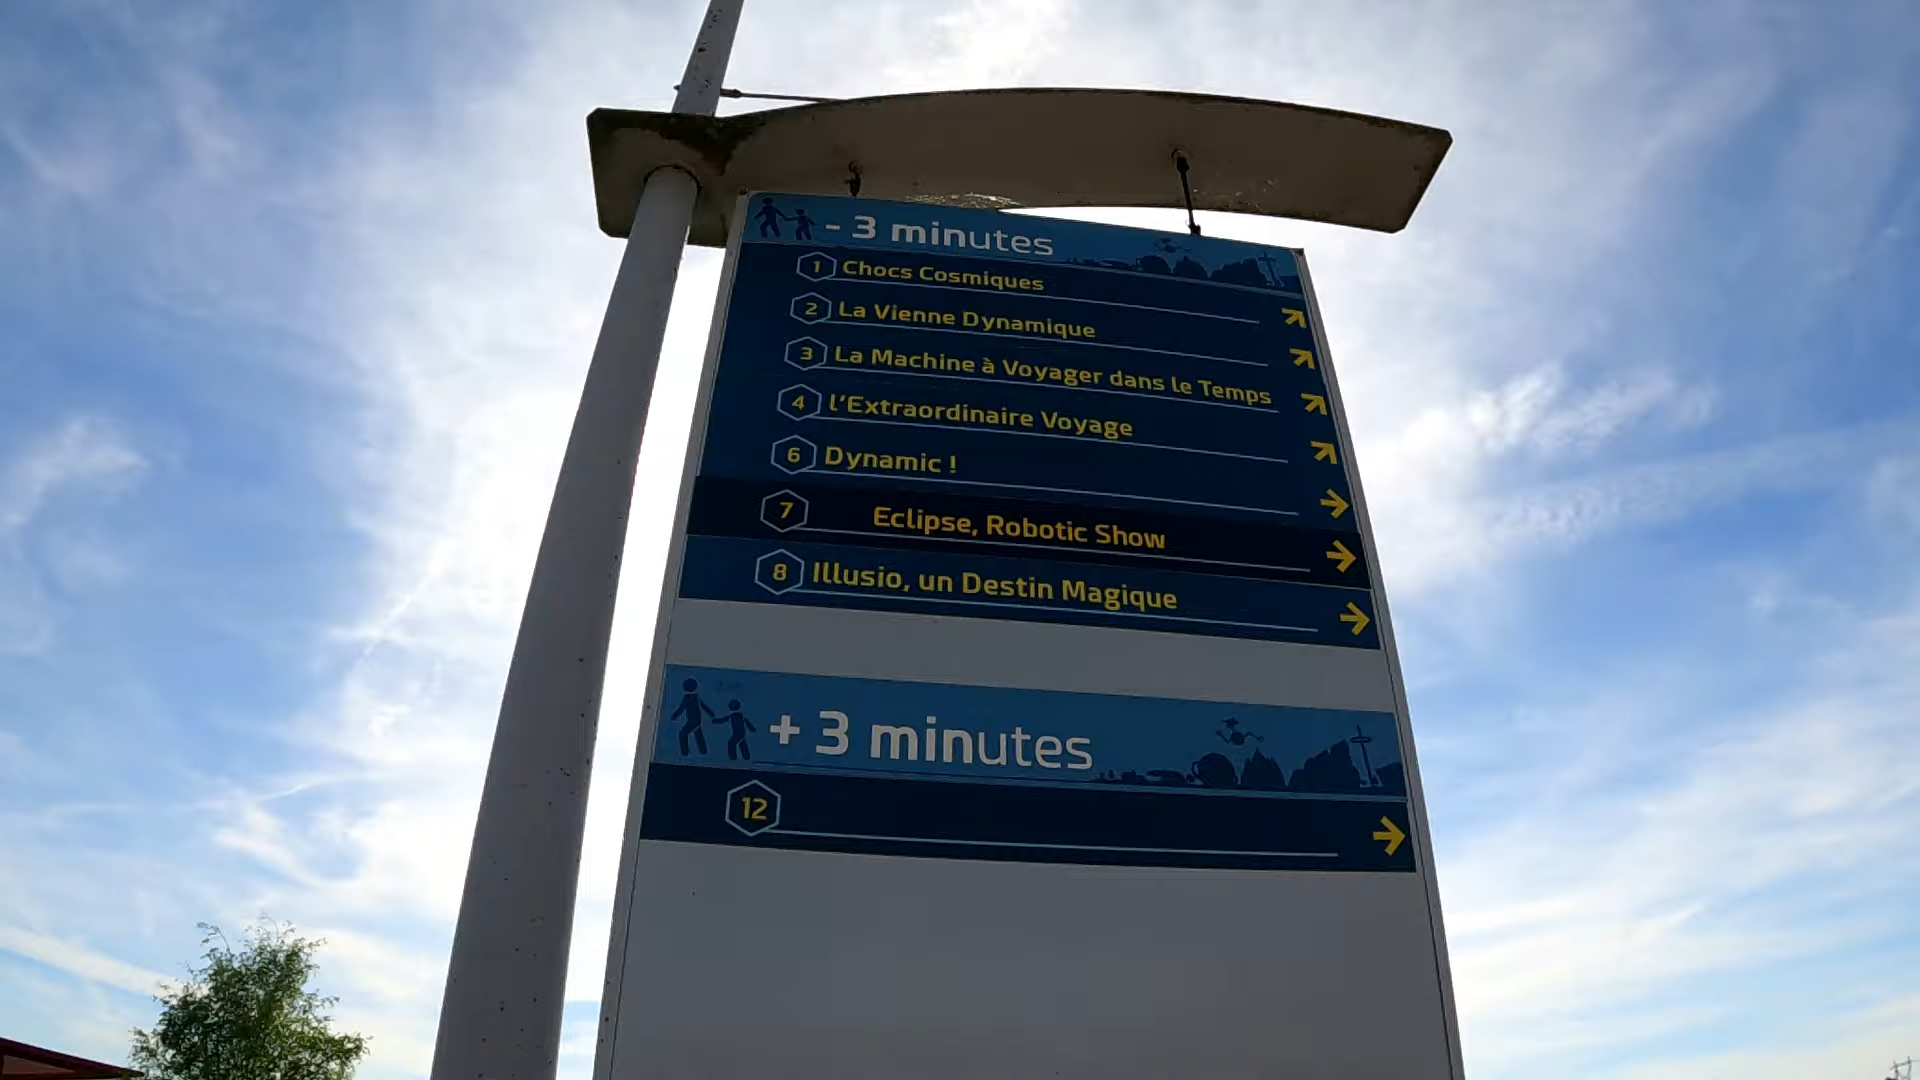 - 3 minutes
1 Chocs Cosmiques
2 La Vienne Dynamique
3 La Machine à Voyager dans le Temps
4 l'Extraordinaire Voyage
6 Dynamic !
7 Eclipse, Robotic Show
8 Illusio, un Destin Magique
+ 3 minutes
12